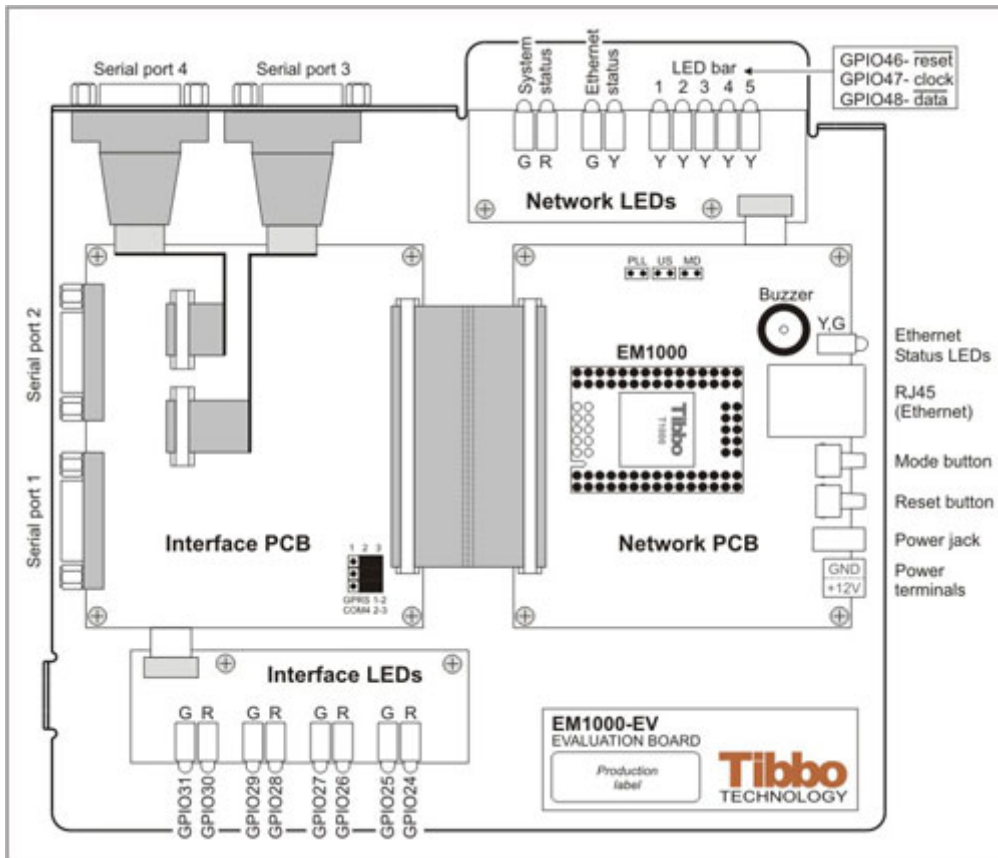 Serial port 4
Serial port 3
System
status
Ethernet
status
LED bar
1 2 3 4 5
GPIO46- reset
GPIO47- clock
GPIO48- data
G R
G Y
Y Y Y Y Y
Network LEDs
PLL US MD
Buzzer
Y,G
Ethernet
Status LEDs
Serial port 2
EM1000
Tibbo
T1000
RJ45
(Ethernet)
Mode button
Reset button
Serial port 1
Interface PCB
Network PCB
Power jack
1 2 3
GPRS 1-2
COM4 2-3
GND
+12V
Power
terminals
Interface LEDs
G R G R G R G R
GPIO31
GPIO30
GPIO29
GPIO28
GPIO27
GPIO26
GPIO25
GPIO24
EM1000-EV
EVALUATION BOARD
Production
label
Tibbo
TECHNOLOGY